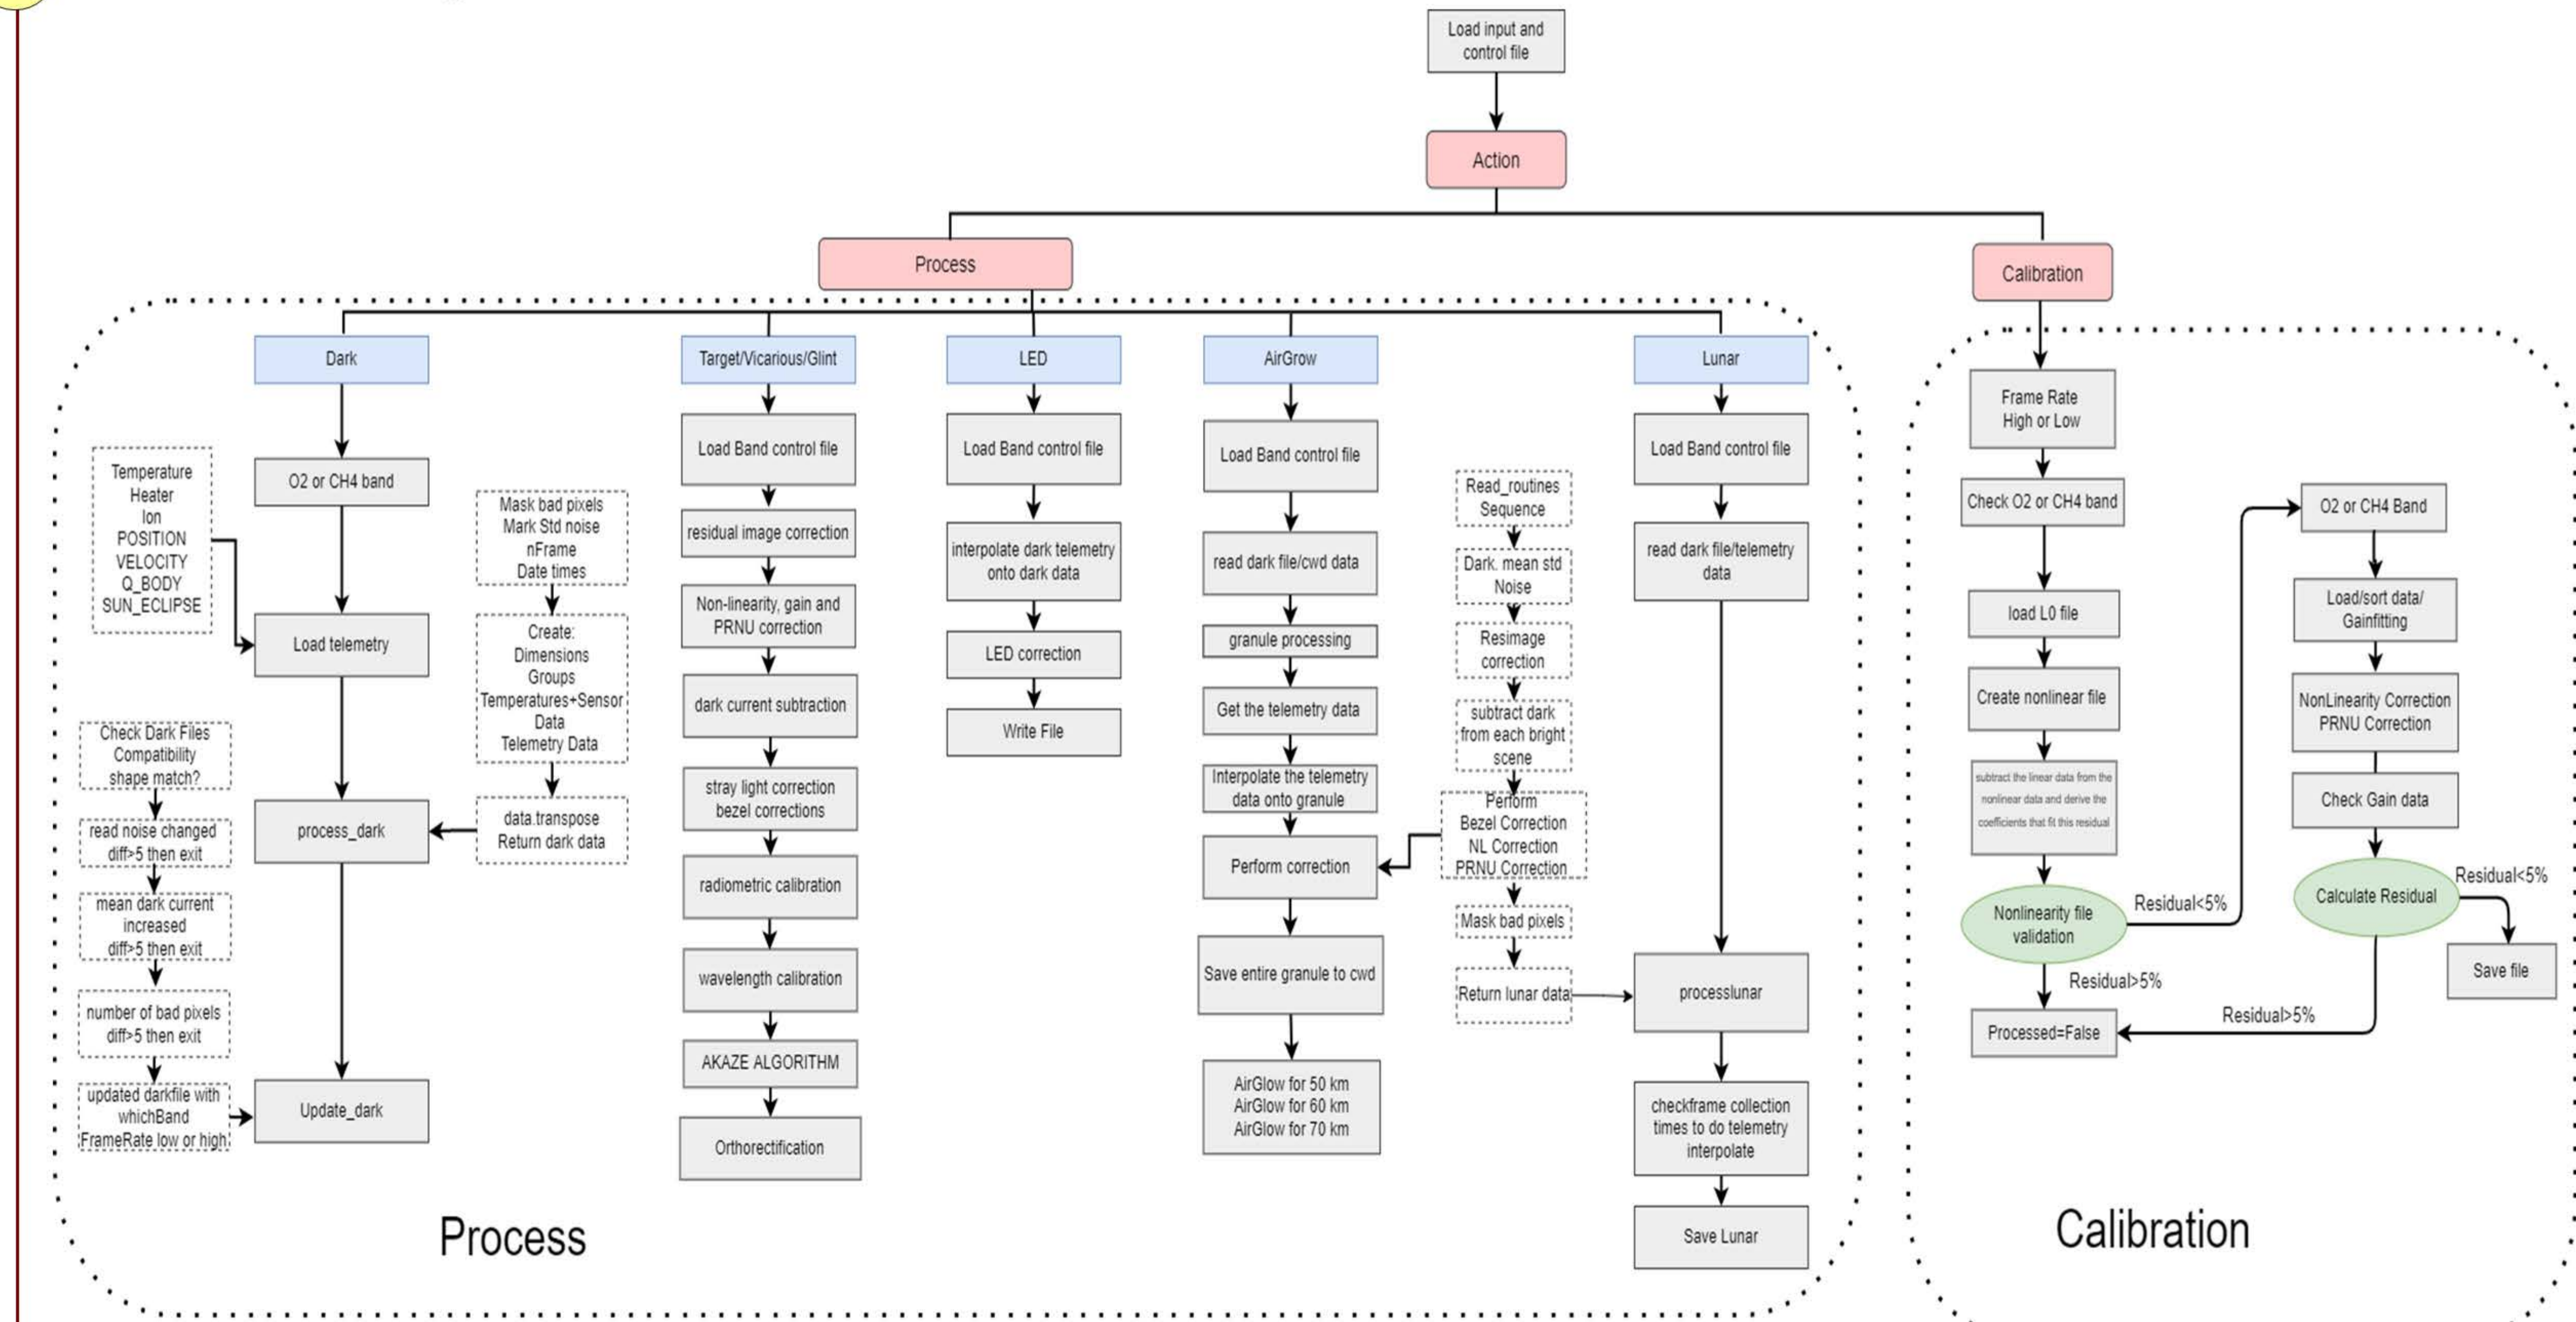 Load input and
control file
Action
Process
Calibration
Dark
O2 or CH4 band
Temperature
Heater
Ion
POSITION
VELOCITY
Q_BODY
SUN_ECLIPSE
Load telemetry
Mask bad pixels
Mark Std noise
nFrame
Date times
Create:
Dimensions
Groups
Temperatures+Sensor
Data
Telemetry Data
data.transpose
Return dark data
process_dark
Check Dark Files
Compatibility
shape match?
read noise changed
diff>5 then exit
mean dark current
increased
diff>5 then exit
number of bad pixels
diff>5 then exit
updated darkfile with
whichBand
FrameRate low or high
Update_dark
Target/Vicarious/Glint
Load Band control file
residual image correction
Non-linearity, gain and
PRNU correction
dark current subtraction
stray light correction
bezel corrections
radiometric calibration
wavelength calibration
AKAZE ALGORITHM
Orthorectification
LED
Load Band control file
interpolate dark telemetry
onto dark data
LED correction
Write File
AirGrow
Load Band control file
read dark file/cwd data
granule processing
Get the telemetry data
Interpolate the telemetry
data onto granule
Perform correction
Save entire granule to cwd
AirGlow for 50 km
AirGlow for 60 km
AirGlow for 70 km
Read_routines
Sequence
Dark. mean std
Noise
Resimage
correction
subtract dark
from each bright
scene
Perform
Bezel Correction
NL Correction
PRNU Correction
Mask bad pixels
Return lunar data
Lunar
Load Band control file
read dark file/telemetry
data
processlunar
checkframe collection
times to do telemetry
interpolate
Save Lunar
Process
Frame Rate
High or Low
Check O2 or CH4 band
load L0 file
Create nonlinear file
subtract the linear data from the
nonlinear data and derive the
coefficients that fit this residual
Nonlinearity file
validation
Residual<5%
Residual>5%
Processed=False
O2 or CH4 Band
Load/sort data/
Gainfitting
NonLinearity Correction
PRNU Correction
Check Gain data
Calculate Residual
Residual<5%
Save file
Residual>5%
Calibration